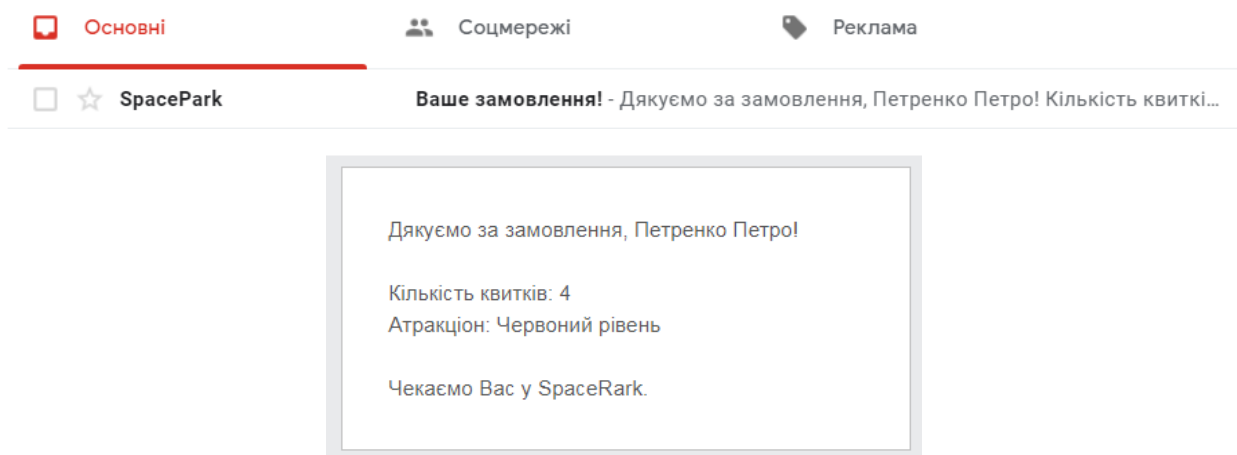 Основні Соцмережі Реклама
SpacePark Ваше замовлення! - Дякуємо за замовлення, Петренко Петро! Кількість квиткі...
Дякуємо за замовлення, Петренко Петро!
Кількість квитків: 4
Атракціон: Червоний рівень
Чекаємо Вас у SpaceRark.